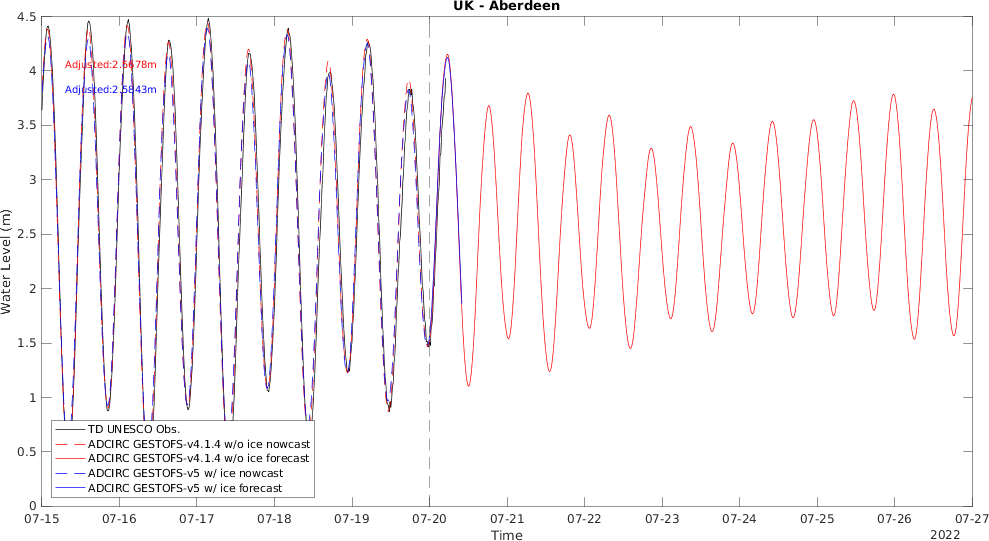 UK - Aberdeen
4.5
4
3.5
3
2.5
2
1.5
1
0.5
0
Water Level (m)
Adjusted:2.6678m
Adjusted:2.5843m
TD UNESCO Obs.
ADCIRC GESTOFS-v4.1.4 w/o ice nowcast
ADCIRC GESTOFS-v4.1.4 w/o ice forecast
ADCIRC GESTOFS-v5 w/ ice nowcast
ADCIRC GESTOFS-v5 w/ ice forecast
07-15 07-16 07-17 07-18 07-19 07-20 07-21 07-22 07-23 07-24 07-25 07-26 07-27
Time
2022